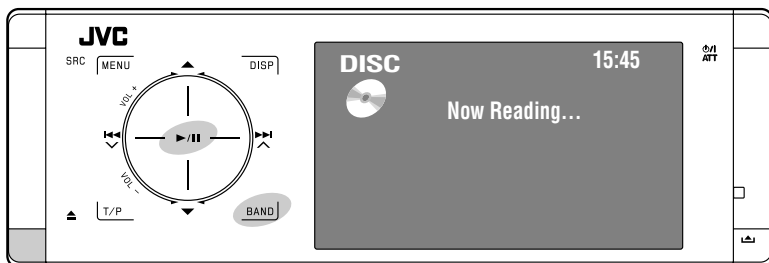 JVC
SRC
MENU
DISP
VOL +
VOL –
T/P
BAND
DISC
15:45
Now Reading...
/I
ATT